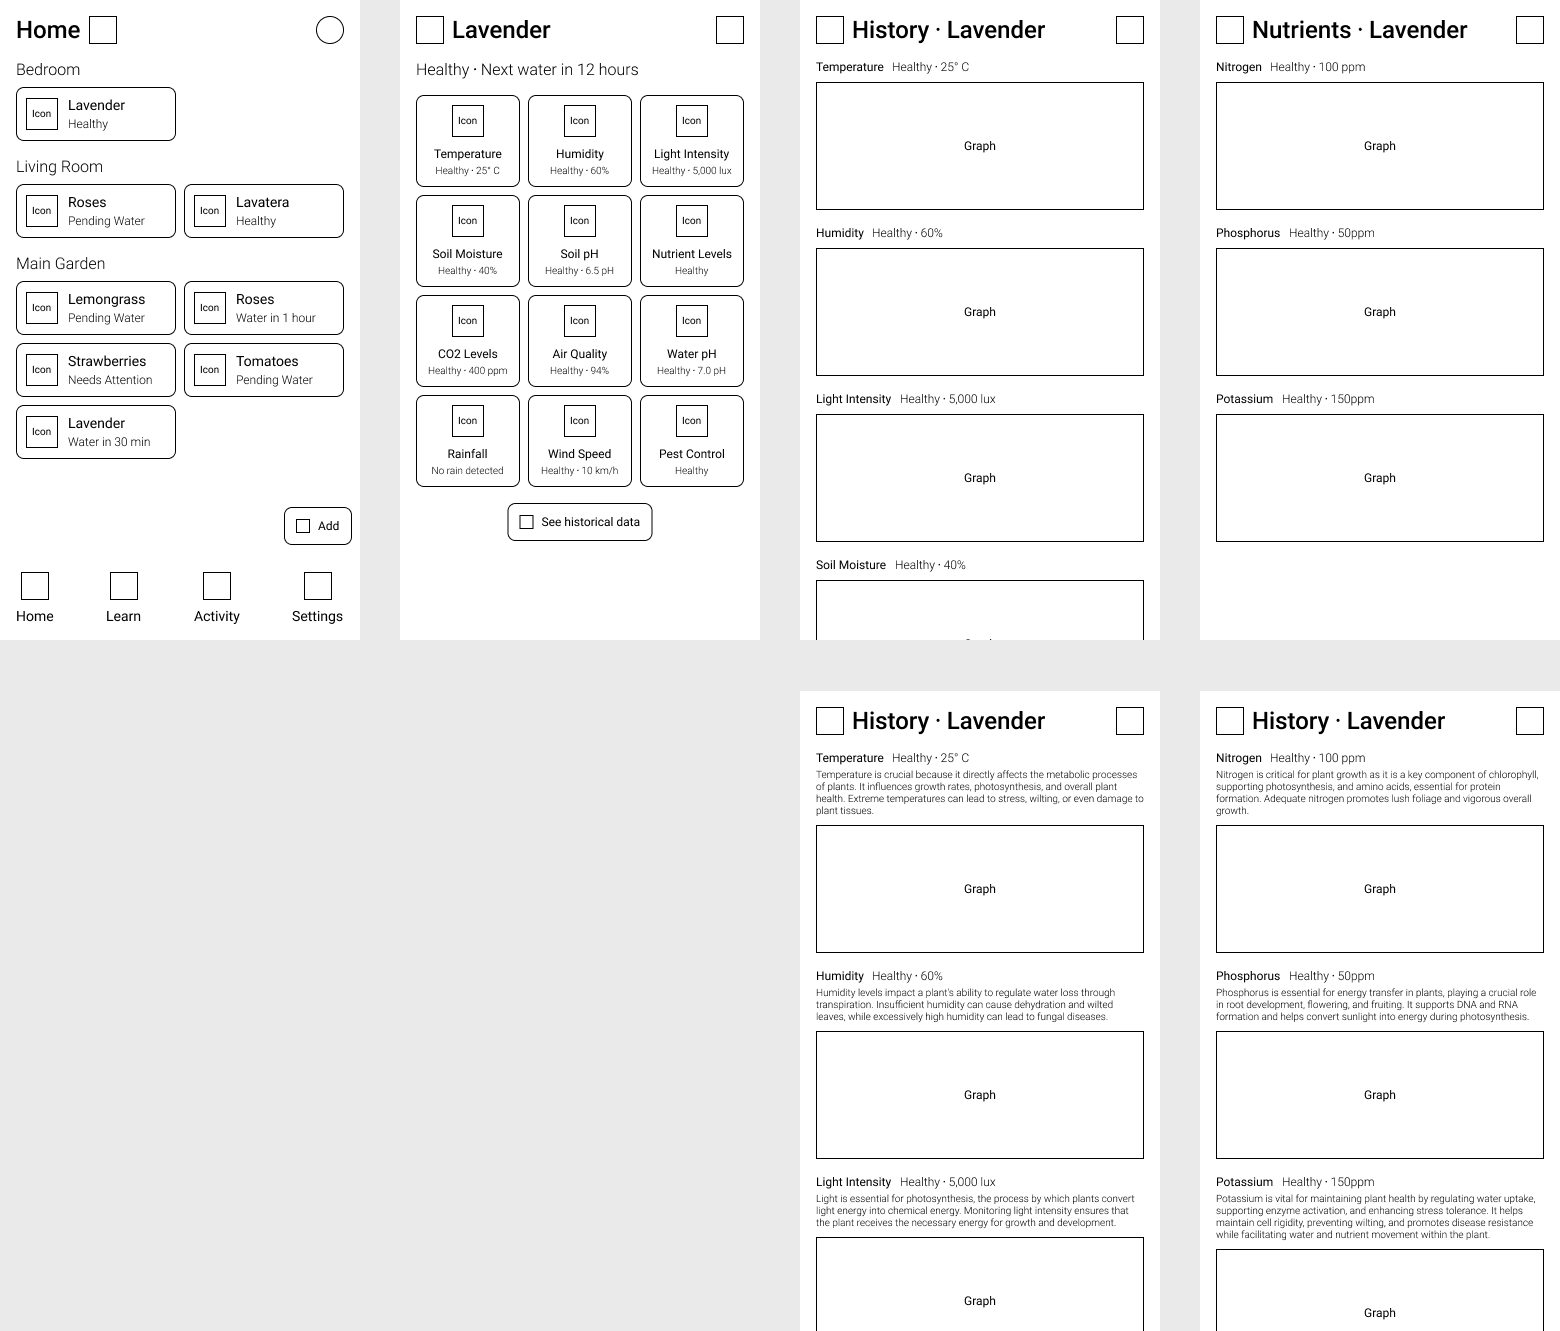 Home
Bedroom
Icon
Lavender
Healthy
Living Room
Icon
Roses
Pending Water
Icon
Lavatera
Healthy
Main Garden
Icon
Lemongrass
Pending Water
Icon
Roses
Water in 1 hour
Icon
Strawberries
Needs Attention
Icon
Tomatoes
Pending Water
Icon
Lavender
Water in 30 min
Add
Home
Learn
Activity
Settings
Lavender
Healthy · Next water in 12 hours
Icon
Temperature
Healthy · 25° C
Icon
Humidity
Healthy · 60%
Icon
Light Intensity
Healthy · 5,000 lux
Icon
Soil Moisture
Healthy · 40%
Icon
Soil pH
Healthy · 6.5 pH
Icon
Nutrient Levels
Healthy
Icon
CO2 Levels
Healthy · 400 ppm
Icon
Air Quality
Healthy · 94%
Icon
Water pH
Healthy · 7.0 pH
Icon
Rainfall
No rain detected
Icon
Wind Speed
Healthy · 10 km/h
Icon
Pest Control
Healthy
See historical data
History · Lavender
Temperature Healthy · 25° C
Graph
Humidity Healthy · 60%
Graph
Light Intensity Healthy · 5,000 lux
Graph
Soil Moisture Healthy · 40%
Nutrients · Lavender
Nitrogen Healthy · 100 ppm
Graph
Phosphorus Healthy · 50ppm
Graph
Potassium Healthy · 150ppm
Graph
History · Lavender
Temperature Healthy · 25° C
Temperature is crucial because it directly affects the metabolic processes
of plants. It influences growth rates, photosynthesis, and overall plant
health. Extreme temperatures can lead to stress, wilting, or even damage to
plant tissues.
Graph
Humidity Healthy · 60%
Humidity levels impact a plant's ability to regulate water loss through
transpiration. Insufficient humidity can cause dehydration and wilted
leaves, while excessively high humidity can lead to fungal diseases.
Graph
Light Intensity Healthy · 5,000 lux
Light is essential for photosynthesis, the process by which plants convert
light energy into chemical energy. Monitoring light intensity ensures that
the plant receives the necessary energy for growth and development.
Graph
History · Lavender
Nitrogen Healthy · 100 ppm
Nitrogen is critical for plant growth as it is a key component of chlorophyll,
supporting photosynthesis, and amino acids, essential for protein
formation. Adequate nitrogen promotes lush foliage and vigorous overall
growth.
Graph
Phosphorus Healthy · 50ppm
Phosphorus is essential for energy transfer in plants, playing a crucial role
in root development, flowering, and fruiting. It supports DNA and RNA
formation and helps convert sunlight into energy during photosynthesis.
Graph
Potassium Healthy · 150ppm
Potassium is vital for maintaining plant health by regulating water uptake,
supporting enzyme activation, and enhancing stress tolerance. It helps
maintain cell rigidity, preventing wilting, and promotes disease resistance
while facilitating water and nutrient movement within the plant.
Graph